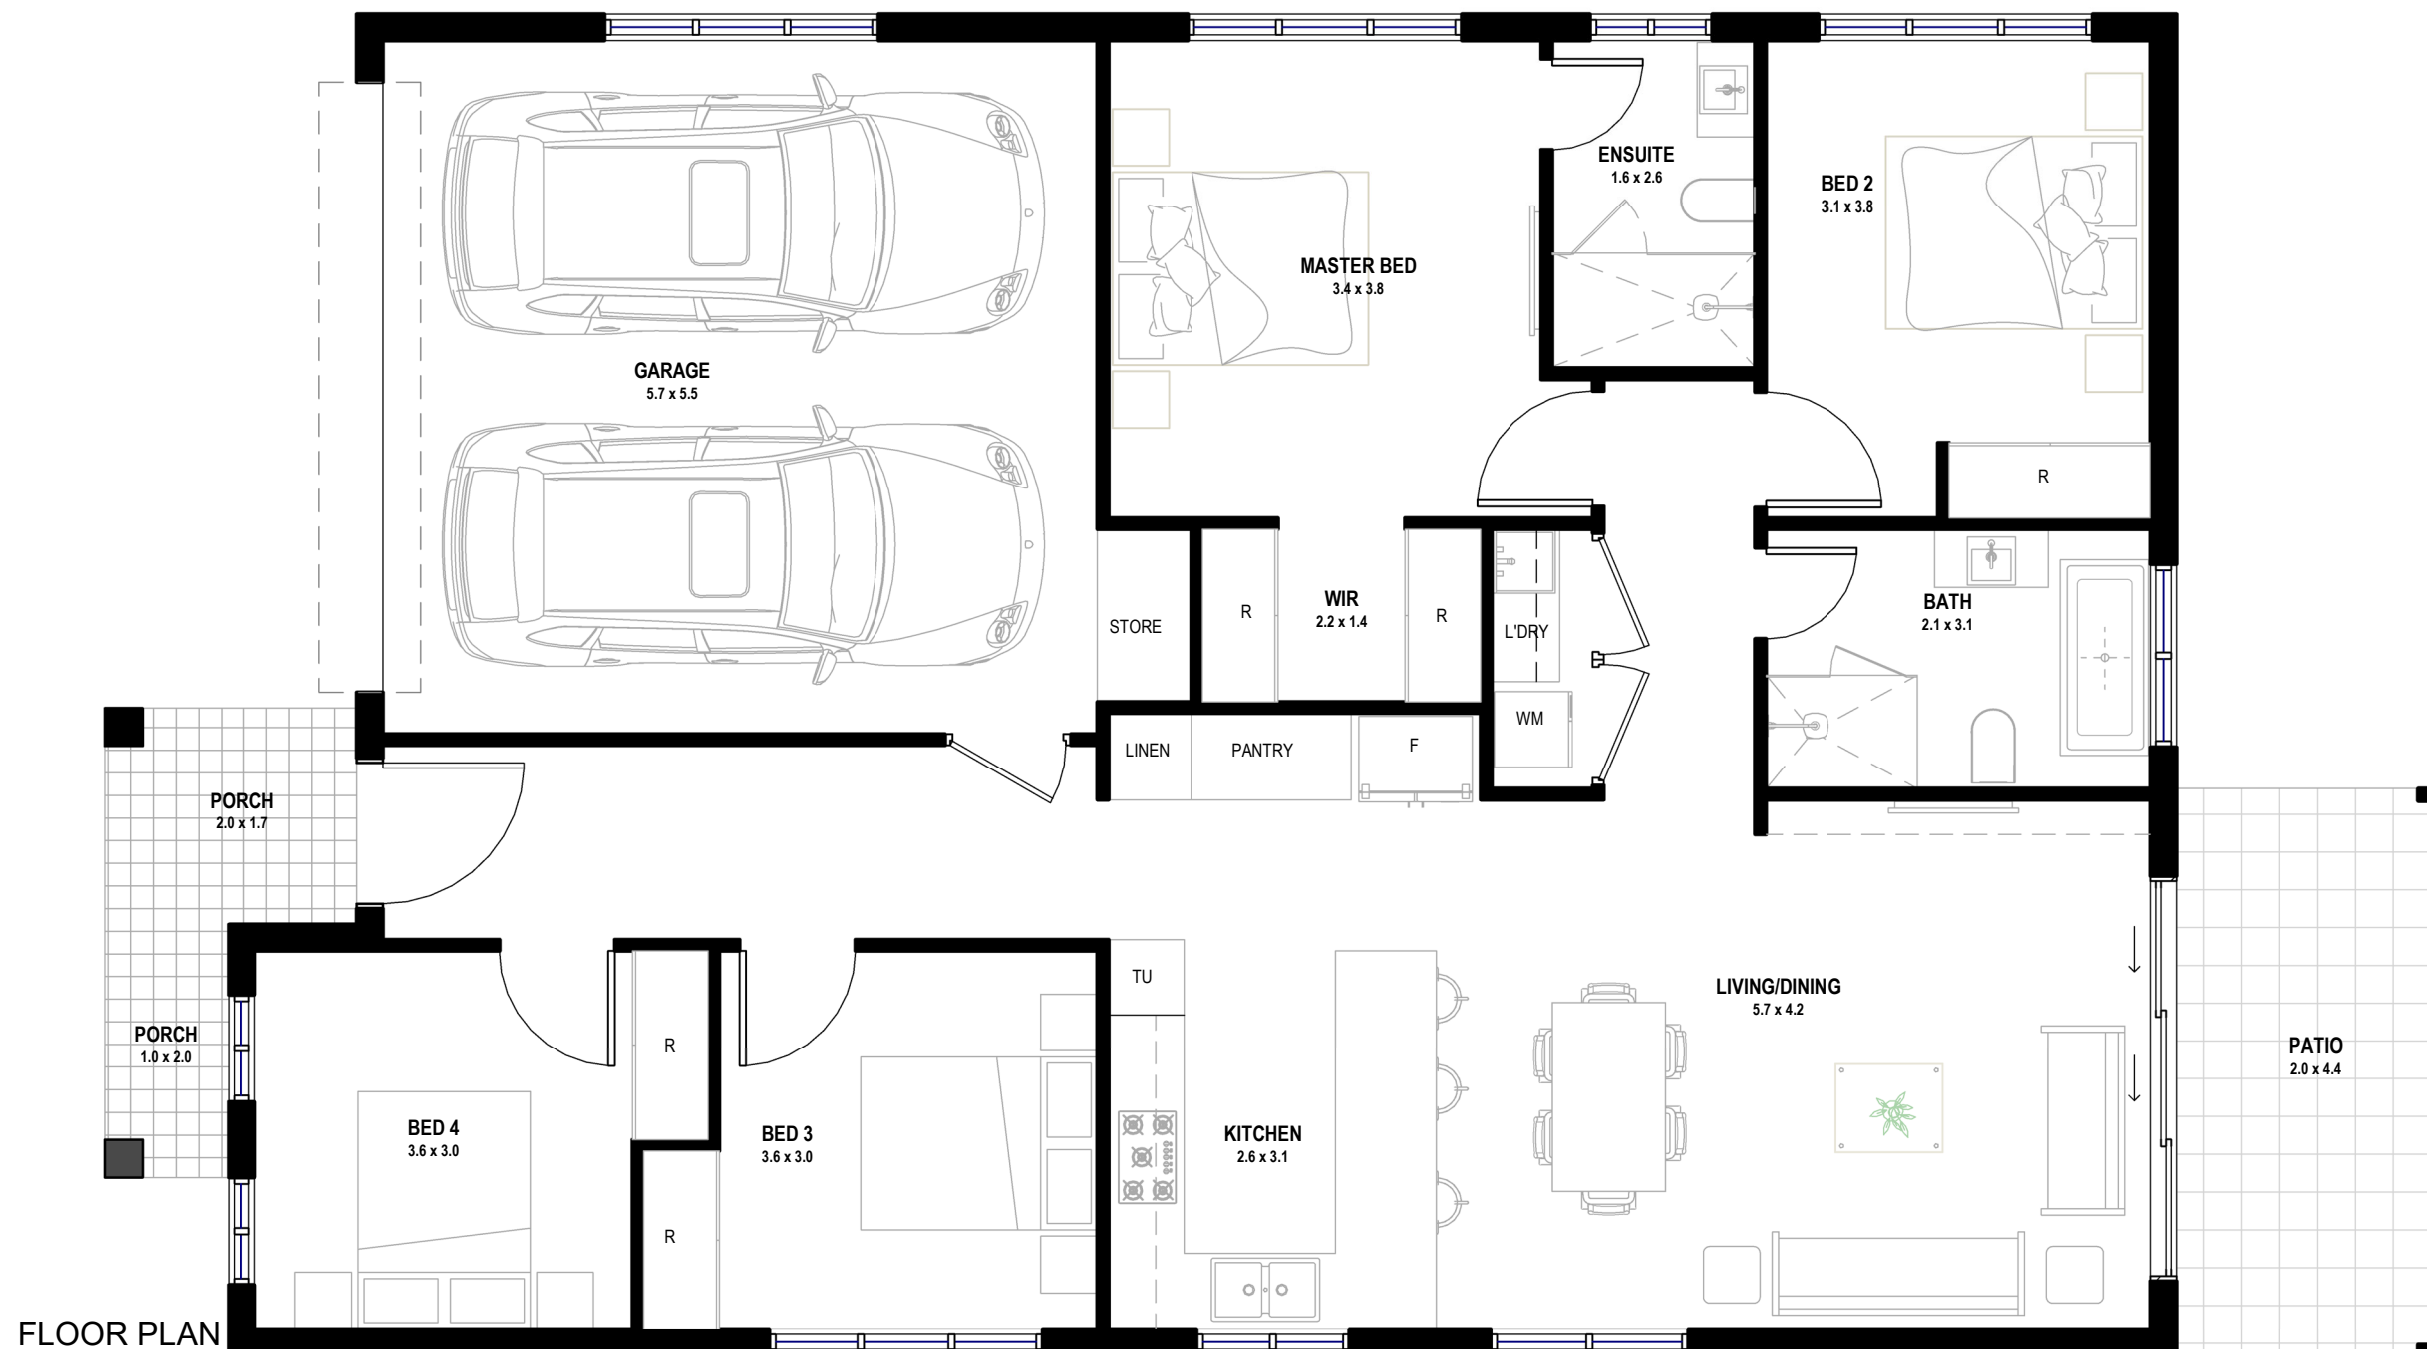 ENSUITE
1.6 x 2.6
BED 2
3.1 x 3.8
MASTER BED
3.4 x 3.8
GARAGE
5.7 x 5.5
R
STORE
R
WIR
2.2 x 1.4
R
L'DRY
BATH
2.1 x 3.1
WM
LINEN
PANTRY
F
PORCH
2.0 x 1.7
TU
LIVING/DINING
5.7 x 4.2
PORCH
1.0 x 2.0
R
PATIO
2.0 x 4.4
BED 4
3.6 x 3.0
BED 3
3.6 x 3.0
KITCHEN
2.6 x 3.1
R
FLOOR PLAN